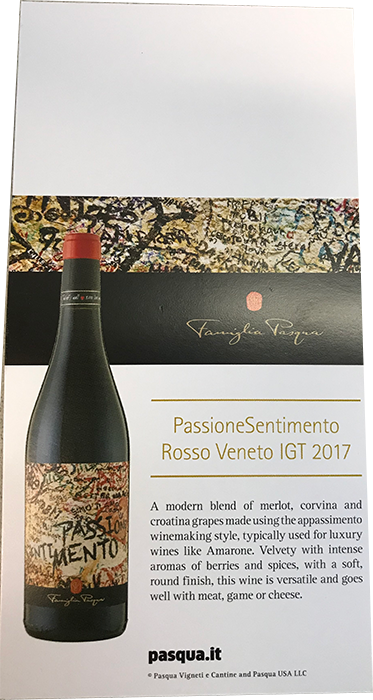 Famiglia Pasqua
PassioneSentimento
Rosso Veneto IGT 2017
PASSIONE
SENTI
MENTO
Famiglia Pasqua
A modern blend of merlot, corvina and
croatina grapes made using the appassimento
winemaking style, typically used for luxury
wines like Amarone. Velvety with intense
aromas of berries and spices, with a soft,
round finish, this wine is versatile and goes
well with meat, game or cheese.
pasqua.it
© Pasqua Vigneti e Cantine and Pasqua USA LLC